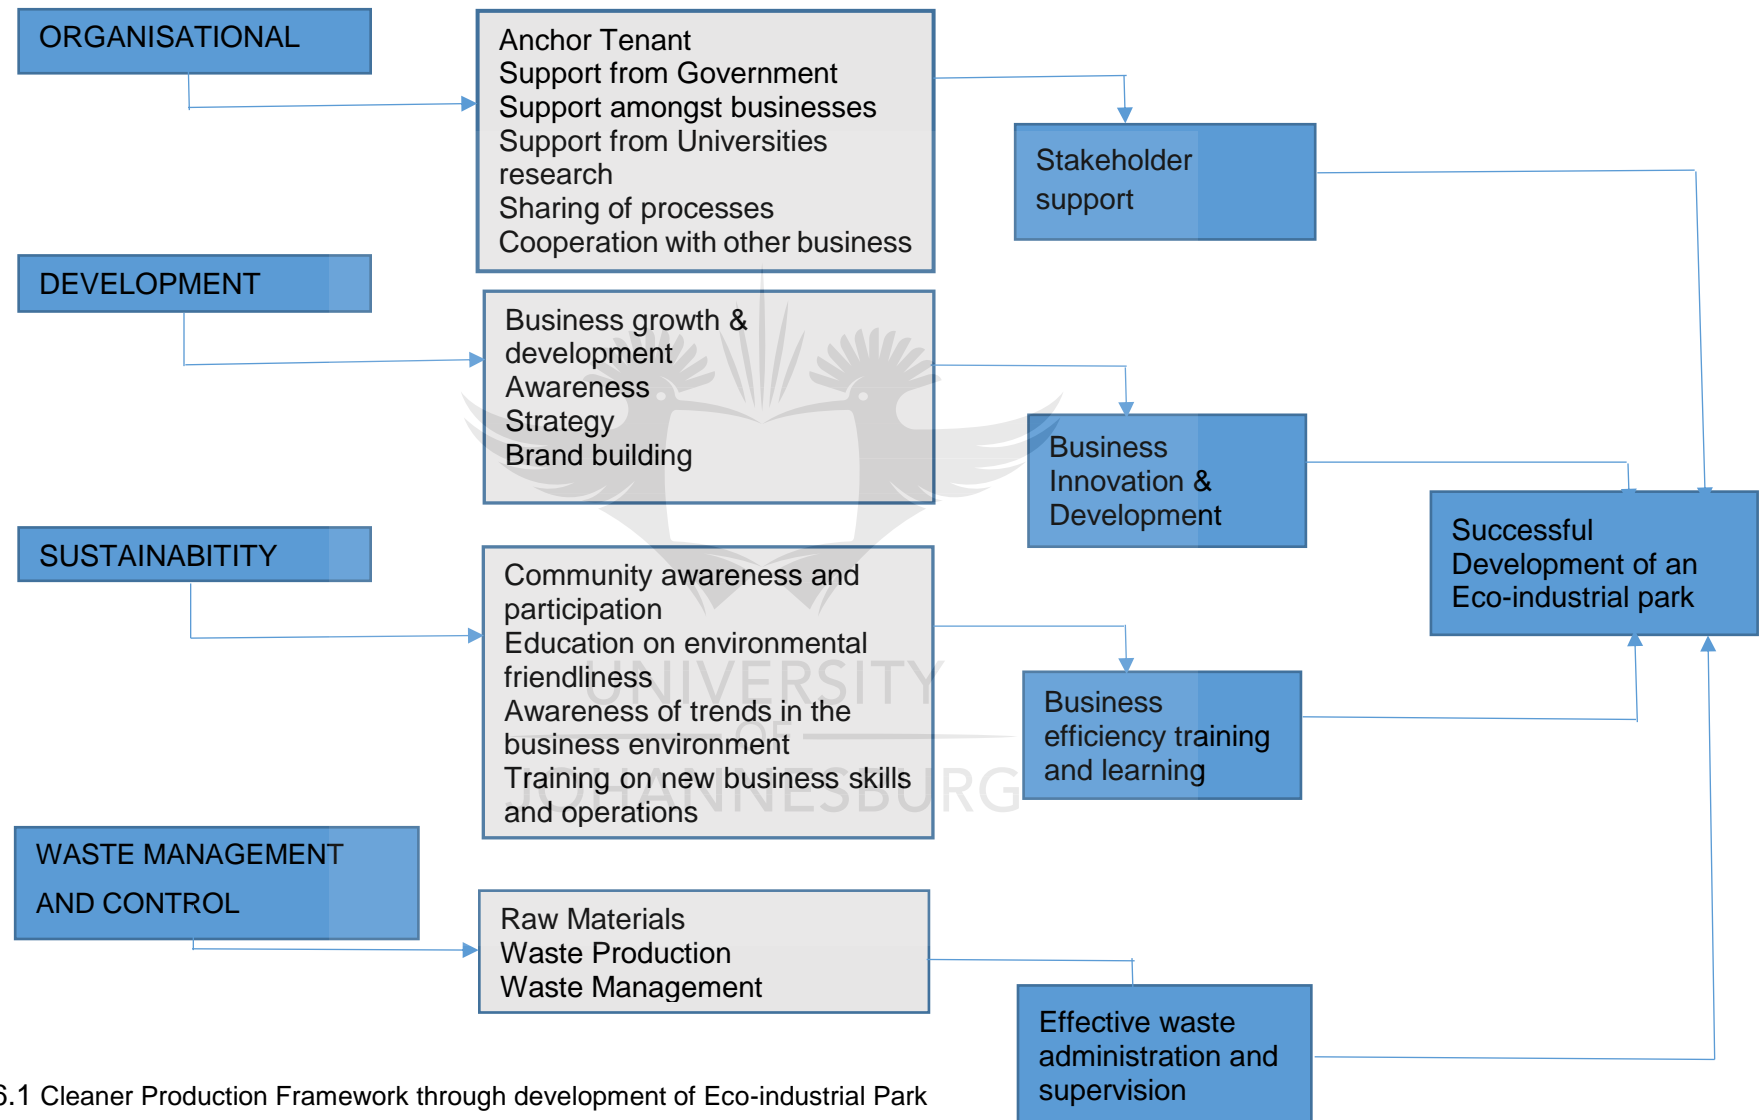 ORGANISATIONAL
Anchor Tenant
Support from Government
Support amongst businesses
Support from Universities
research
Sharing of processes
Cooperation with other business
Stakeholder
support
DEVELOPMENT
Business growth &
development
Awareness
Strategy
Brand building
Business
Innovation &
Development
SUSTAINABITITY
Community awareness and
participation
Education on environmental
friendliness
Awareness of trends in the
business environment
Training on new business skills
and operations
Business
efficiency training
and learning
Successful
Development of an
Eco-industrial park
WASTE MANAGEMENT
AND CONTROL
Raw Materials
Waste Production
Waste Management
Effective waste
administration and
supervision
UNIVERSITY
OF
JOHANNESBURG
6.1 Cleaner Production Framework through development of Eco-industrial Park